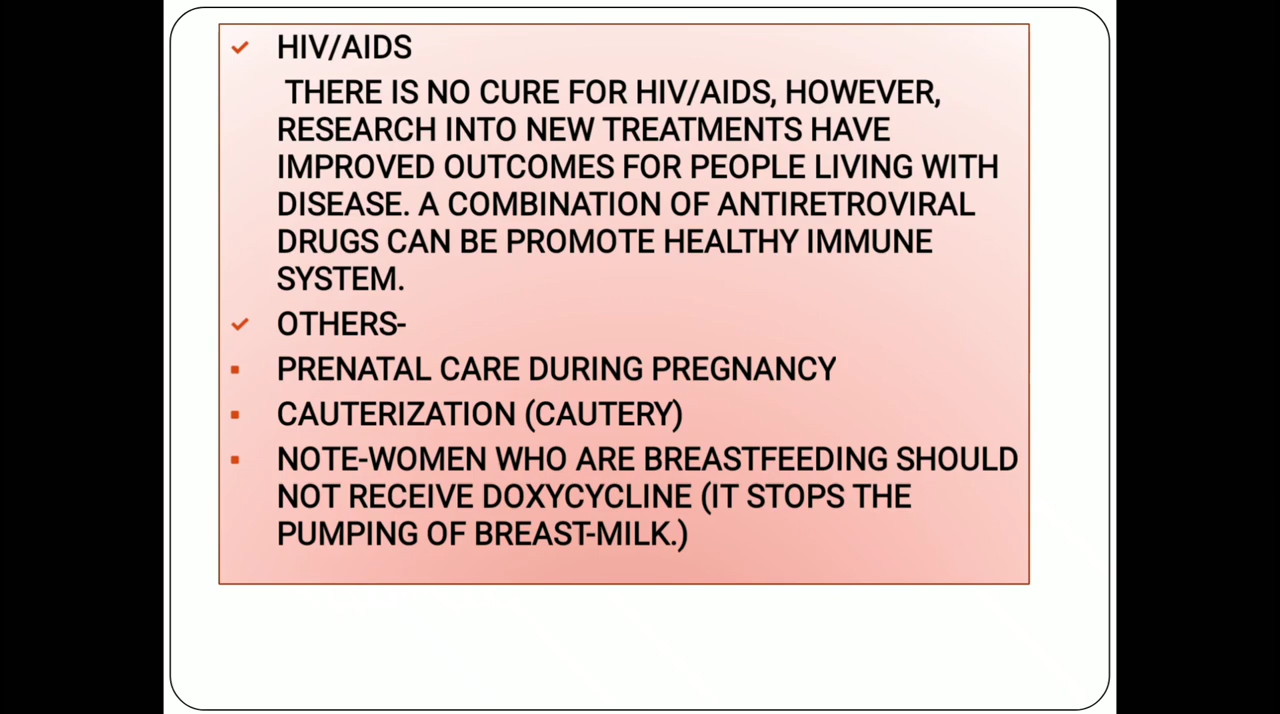 HIV/AIDS
THERE IS NO CURE FOR HIV/AIDS, HOWEVER,
RESEARCH INTO NEW TREATMENTS HAVE
IMPROVED OUTCOMES FOR PEOPLE LIVING WITH
DISEASE. A COMBINATION OF ANTIRETROVIRAL
DRUGS CAN BE PROMOTE HEALTHY IMMUNE
SYSTEM.
OTHERS-
PRENATAL CARE DURING PREGNANCY
CAUTERIZATION (CAUTERY)
NOTE-WOMEN WHO ARE BREASTFEEDING SHOULD
NOT RECEIVE DOXYCYCLINE (IT STOPS THE
PUMPING OF BREAST-MILK.)